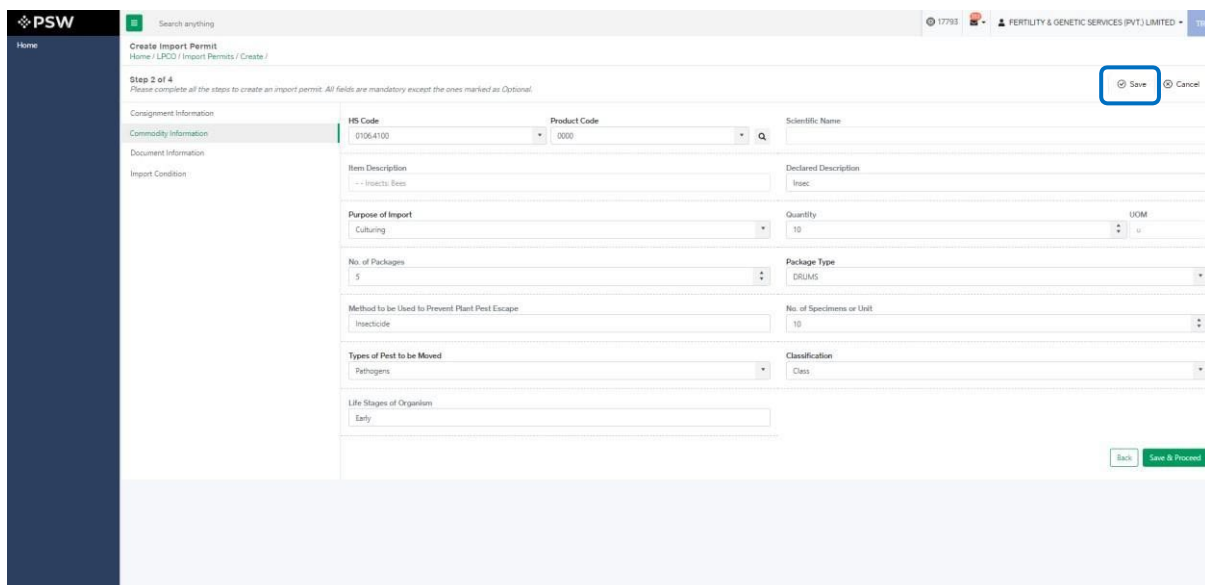 PSW
Search anything
17793
FERTILITY & GENETIC SERVICES (PVT.) LIMITED
Home
Create Import Permit
Home / LPCO / Import Permits / Create /
Step 2 of 4
Please complete all the steps to create an import permit. All fields are mandatory except the ones marked as Optional.
Save
Cancel
Consignment Information
Commodity Information
Document Information
Import Condition
HS Code
Product Code
Scientific Name
0106.4100
0000
Item Description
Declared Description
- - Insects: Bees
Insec
Purpose of Import
Quantity
UOM
Culturing
10
u
No. of Packages
Package Type
5
DRUMS
Method to be Used to Prevent Plant Pest Escape
No. of Specimens or Unit
Insecticide
10
Types of Pest to be Moved
Classification
Pathogens
Class
Life Stages of Organism
Early
Back
Save & Proceed